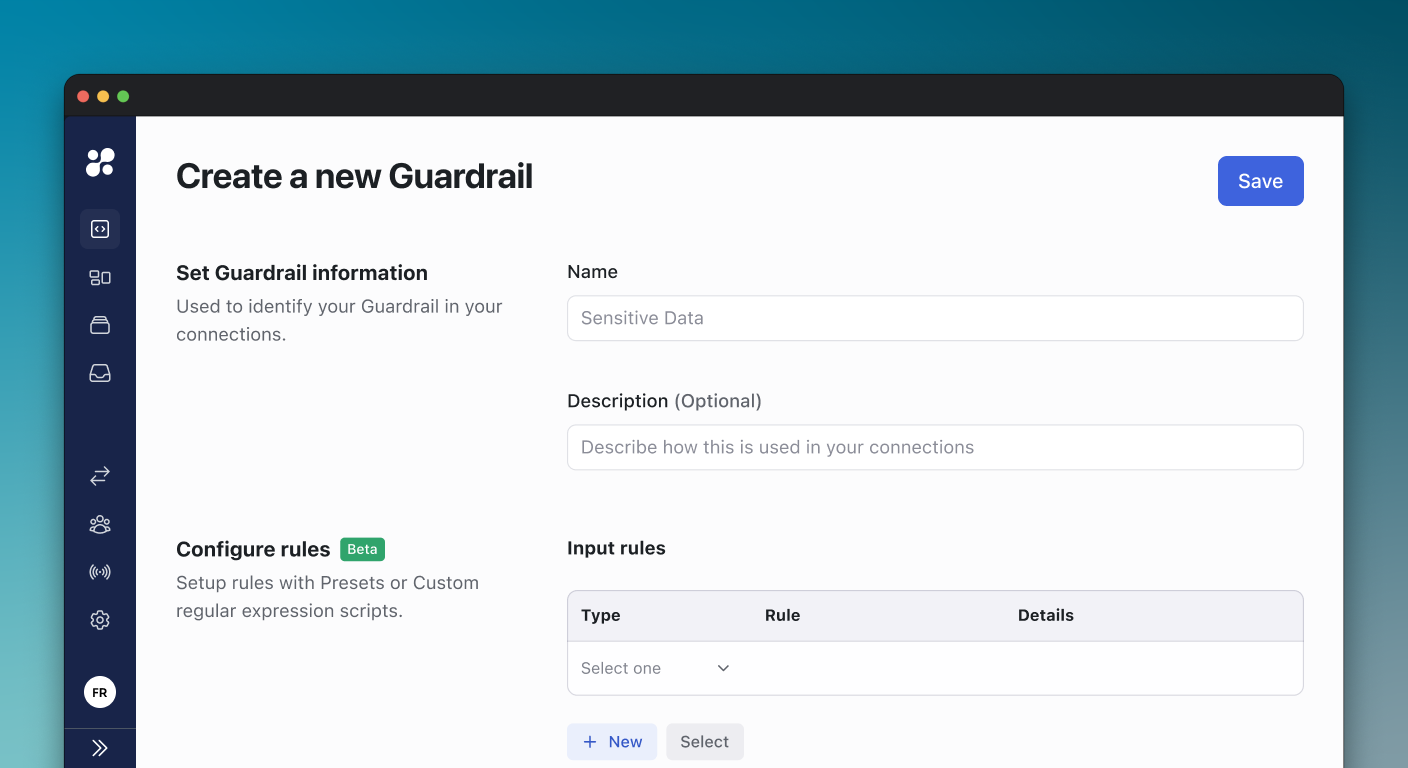 Create a new Guardrail
Save
Set Guardrail information
Used to identify your Guardrail in your
connections.
Name
Sensitive Data
Description (Optional)
Describe how this is used in your connections
Configure rules Beta
Setup rules with Presets or Custom
regular expression scripts.
Input rules
Type Rule Details
Select one
+ New Select
FR